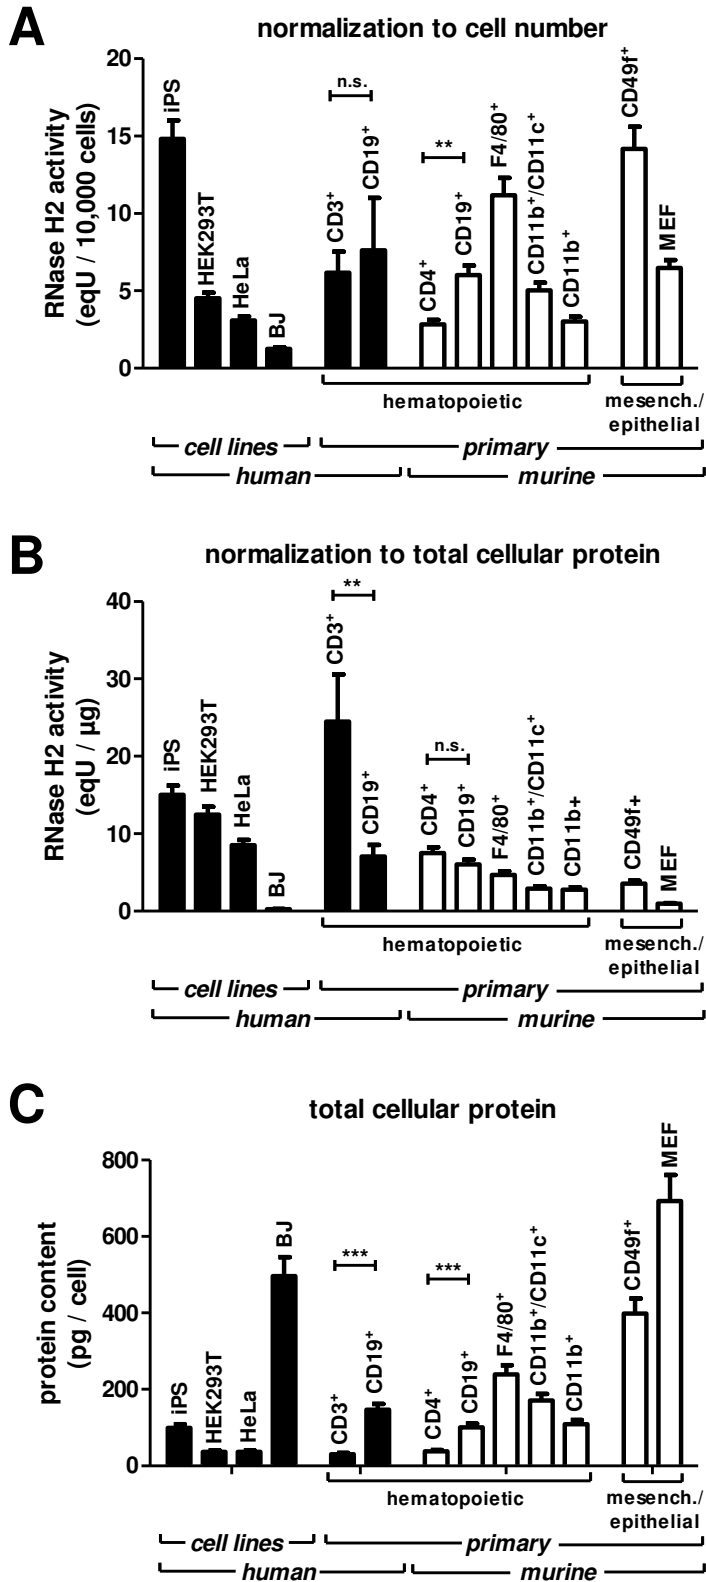 A
normalization to cell number
RNase H2 activity
(eqU / 10,000 cells)
20
15
10
5
0
iPS
HEK293T
HeLa
BJ
n.s.
CD3⁺
CD19⁺
**
CD4⁺
CD19⁺
F4/80⁺
CD11b⁺/CD11c⁺
CD11b⁺
CD49f⁺
MEF
hematopoietic
mesench./
epithelial
cell lines
primary
human
murine
B
normalization to total cellular protein
RNase H2 activity
(eqU / µg)
40
30
20
10
0
iPS
HEK293T
HeLa
BJ
**
CD3⁺
CD19⁺
n.s.
CD4⁺
CD19⁺
F4/80⁺
CD11b⁺/CD11c⁺
CD11b+
CD49f+
MEF
hematopoietic
mesench./
epithelial
cell lines
primary
human
murine
C
total cellular protein
protein content
(pg / cell)
800
600
400
200
0
iPS
HEK293T
HeLa
BJ
***
CD3⁺
CD19⁺
***
CD4⁺
CD19⁺
F4/80⁺
CD11b⁺/CD11c⁺
CD11b⁺
CD49f⁺
MEF
hematopoietic
mesench./
epithelial
cell lines
primary
human
murine